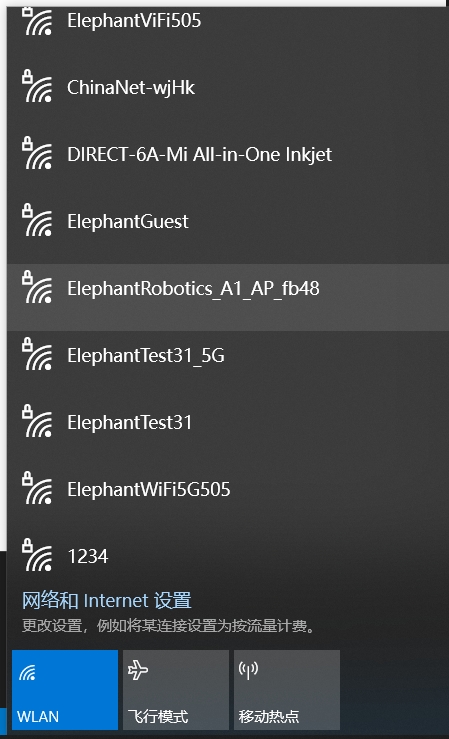 ElephantViFi505
ChinaNet-wjHk
DIRECT-6A-Mi All-in-One Inkjet
ElephantGuest
ElephantRobotics_A1_AP_fb48
ElephantTest31_5G
ElephantTest31
ElephantWiFi5G505
1234
网络和 Internet 设置
更改设置，例如将某连接设置为按流量计费。
WLAN
飞行模式
移动热点